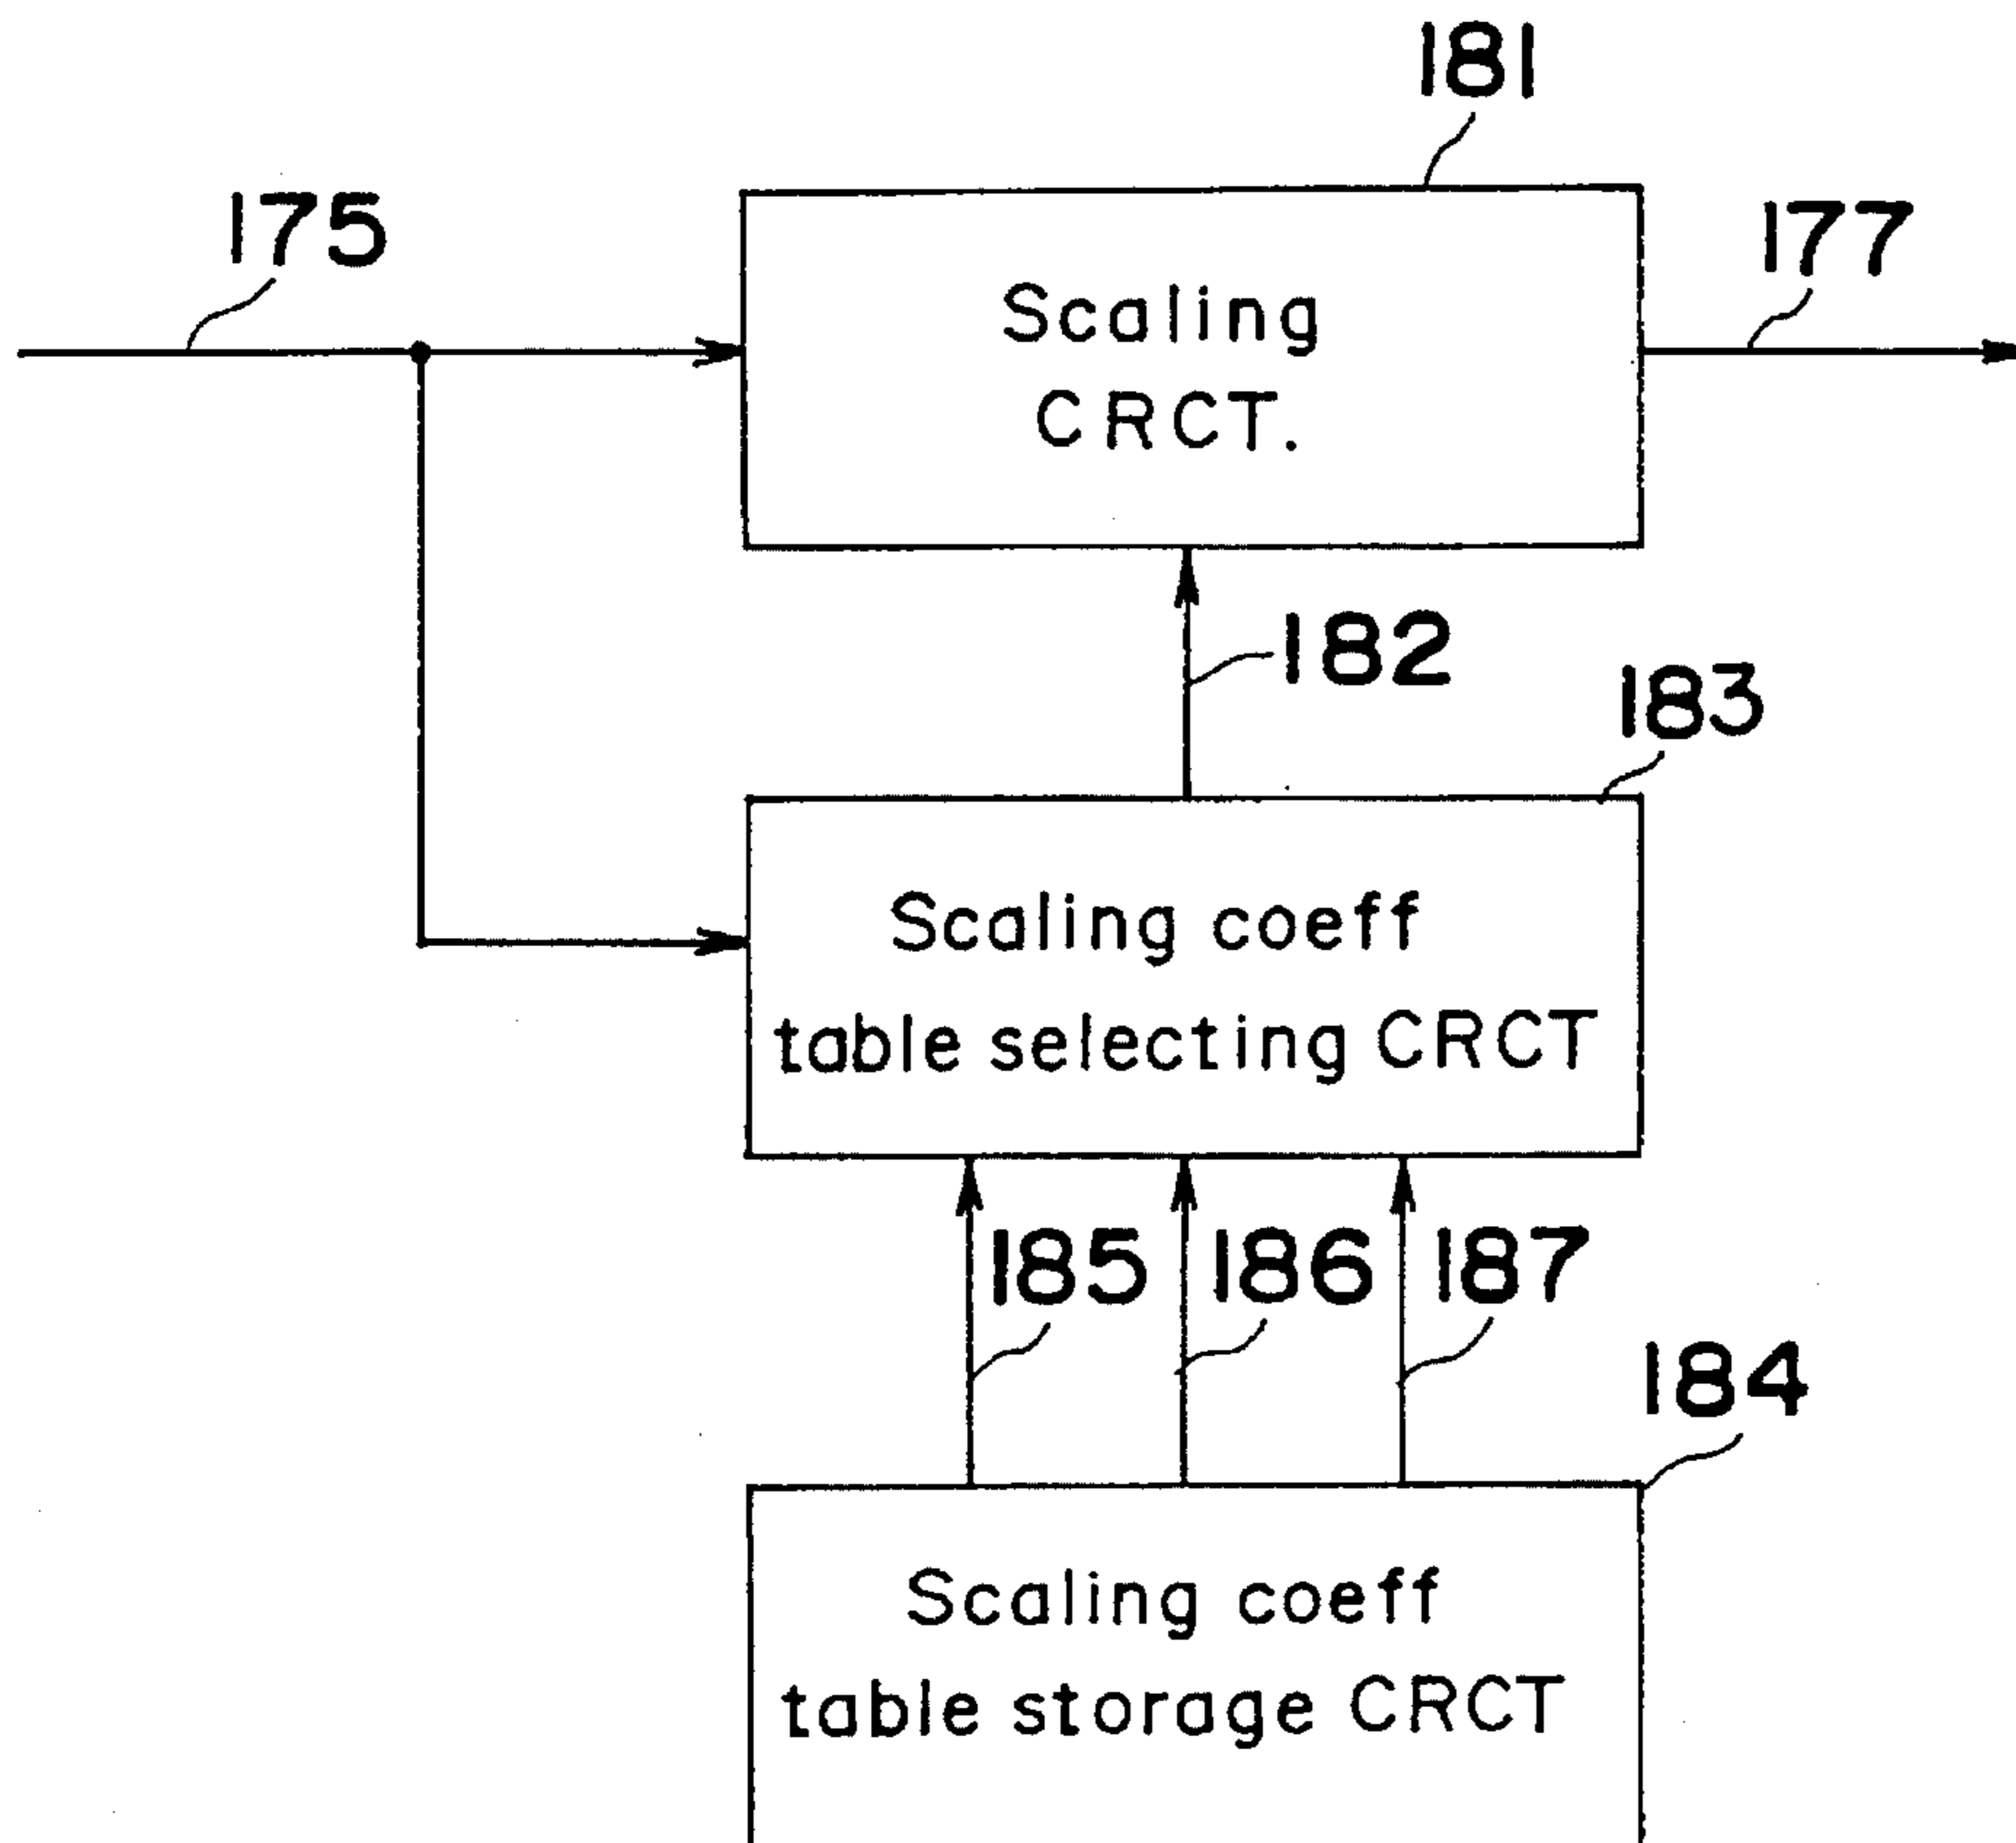 181
175
177
Scaling
CRCT.
182
183
Scaling coeff
table selecting CRCT
185 186 187
184
Scaling coeff
table storage CRCT